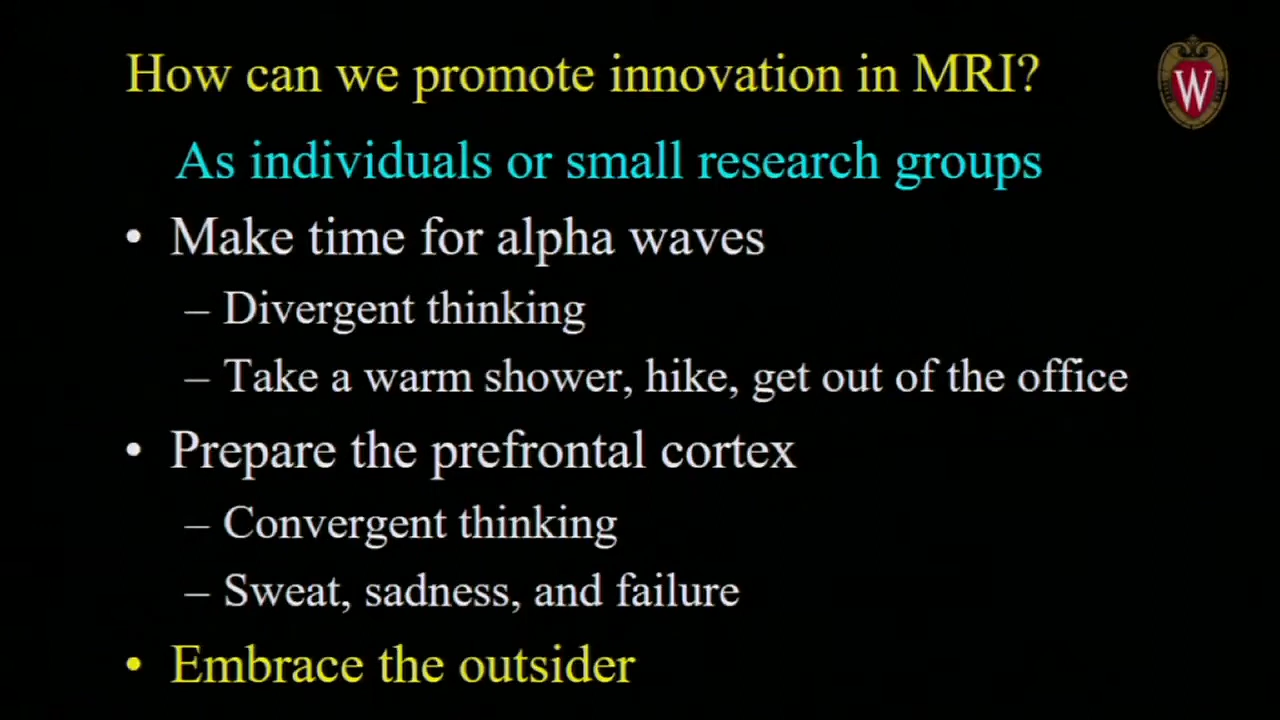 How can we promote innovation in MRI?
W
As individuals or small research groups
• Make time for alpha waves
– Divergent thinking
– Take a warm shower, hike, get out of the office
• Prepare the prefrontal cortex
– Convergent thinking
– Sweat, sadness, and failure
• Embrace the outsider